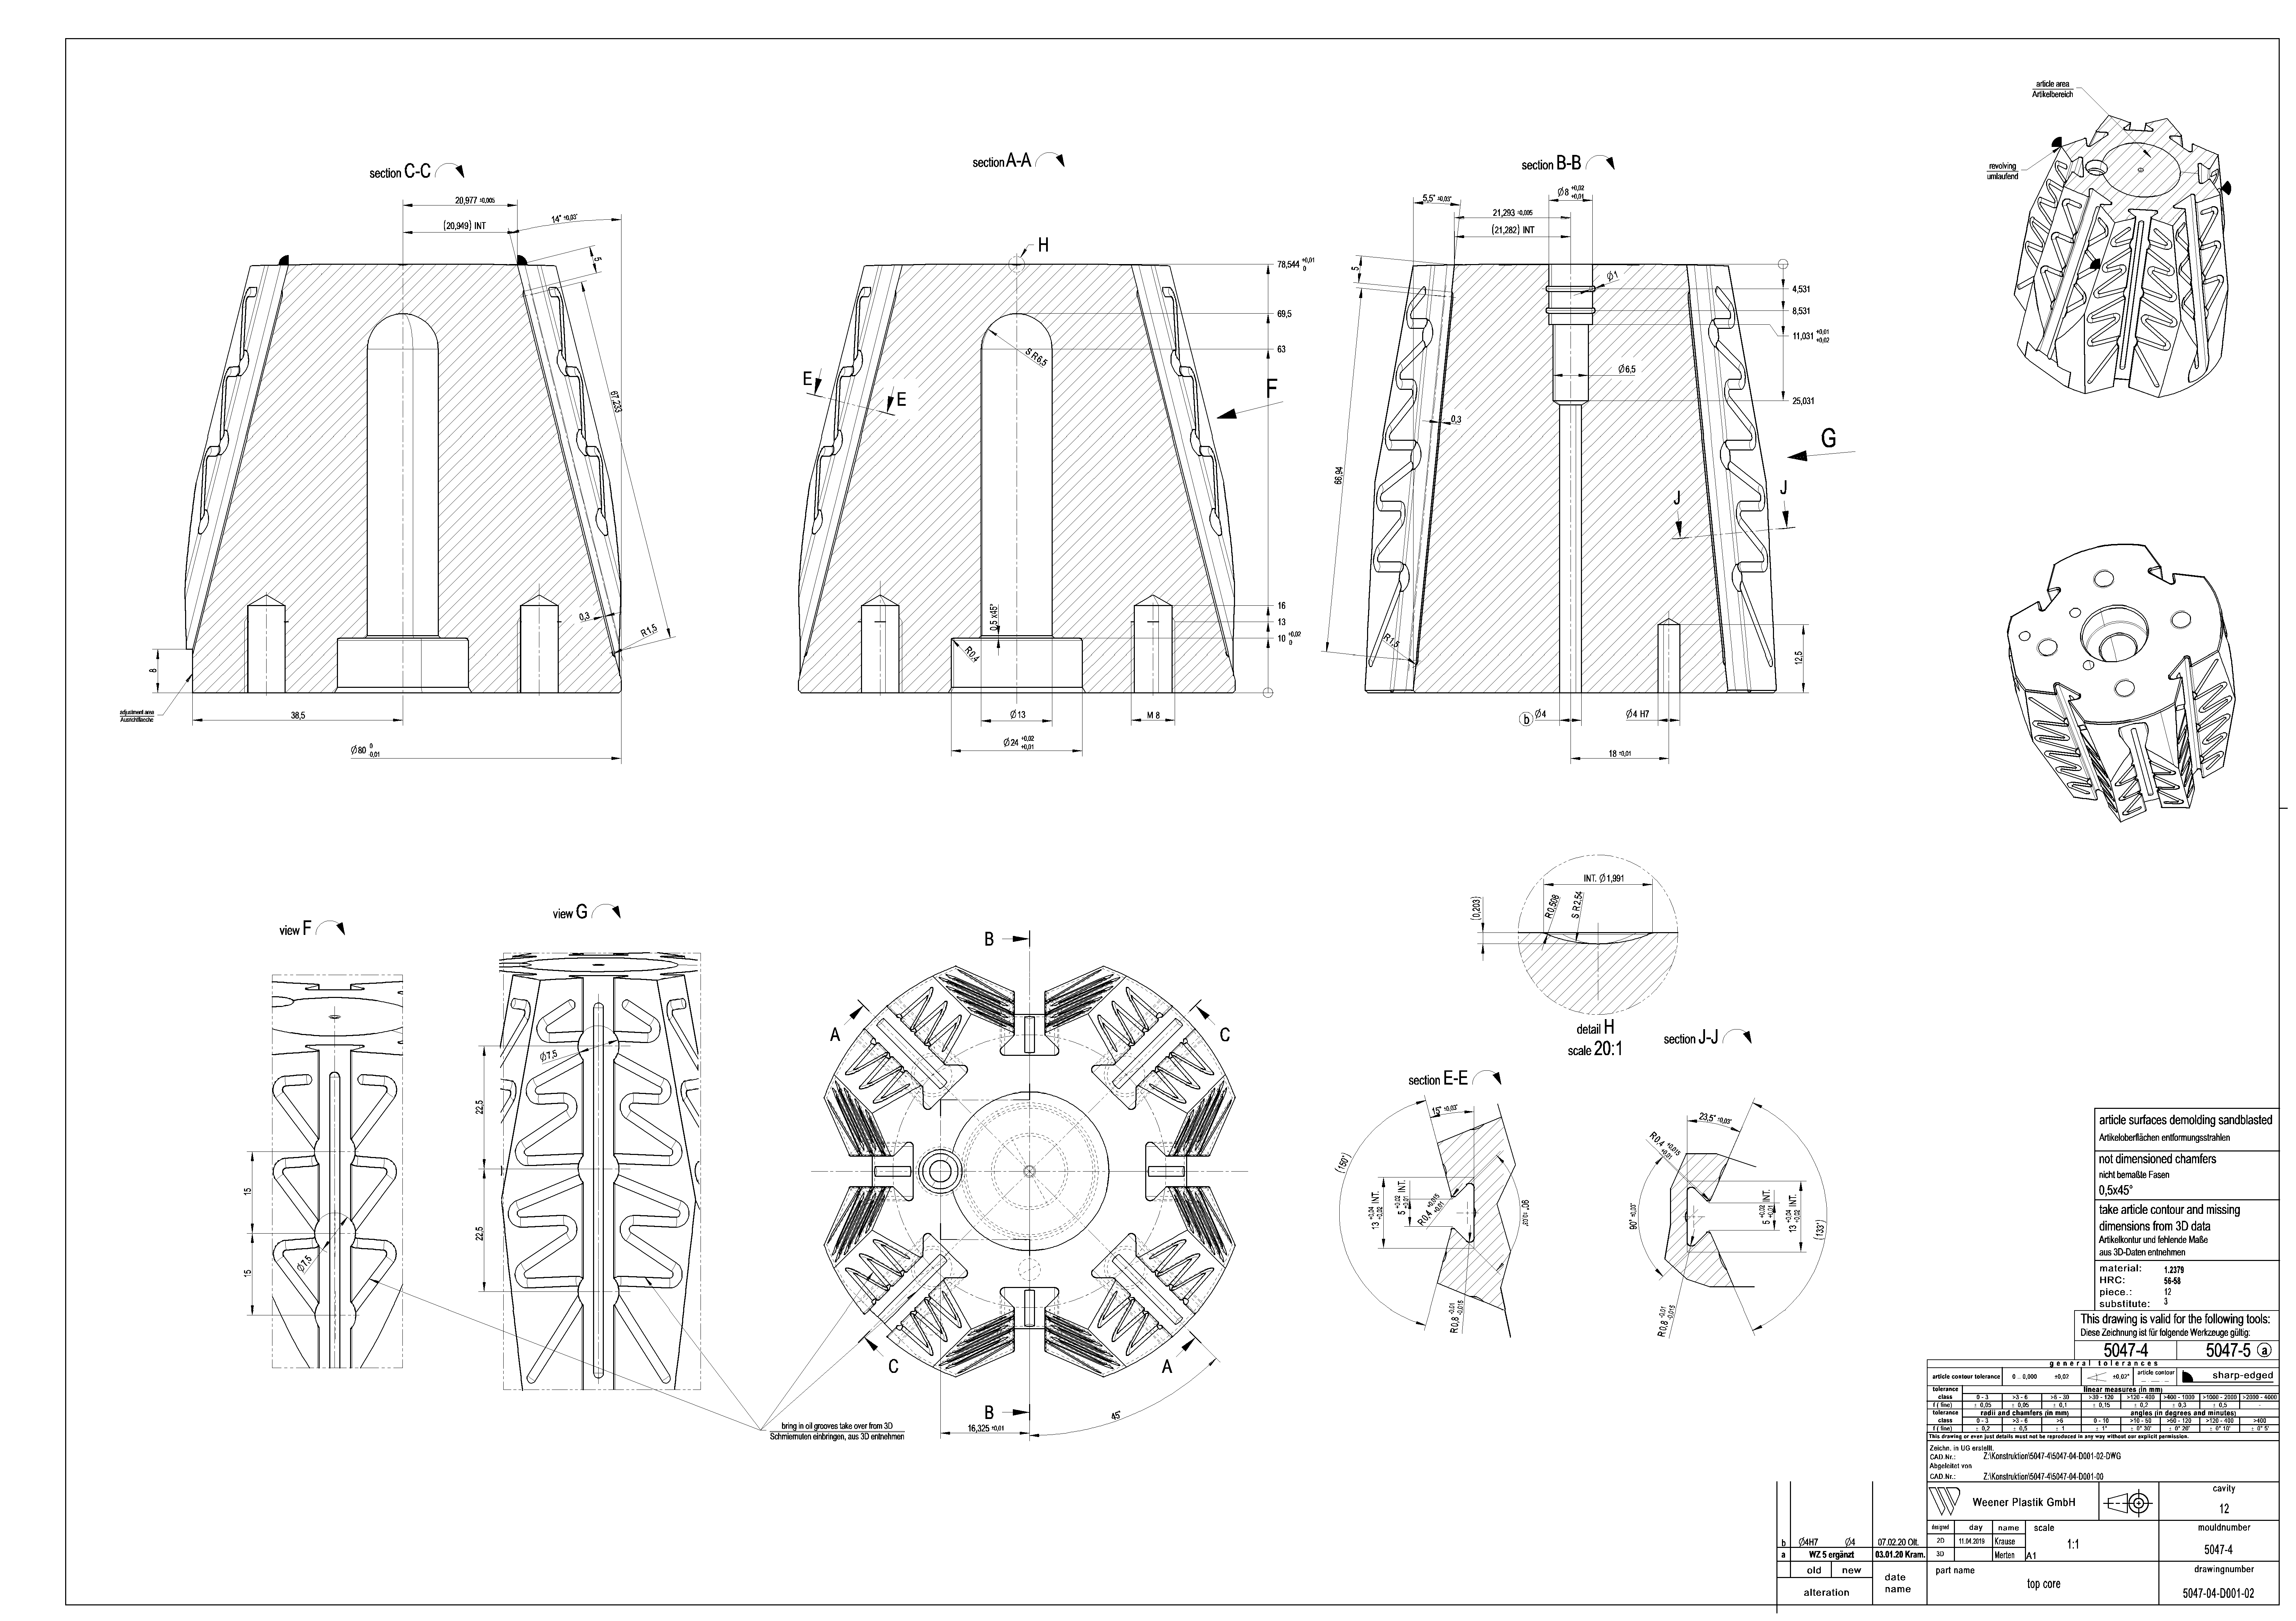 section C-C
20,977 ±0,005
(20,949) INT
14° ±0,03°
5
67,233
0,3
R1,5
8
adjustment area
Ausrichtflaeche
38,5
Ø80 0
0,01
section A-A
H
78,544 +0,01
0
69,5
63
S R6,5
E
E
F
16
13
10 +0,02
0
0,5 x45°
R0,4
Ø13
M 8
Ø24 +0,02
+0,01
section B-B
Ø8 +0,02
+0,01
5,5° ±0,03°
21,293 ±0,005
(21,282) INT
5
Ø1
4,531
8,531
11,031 +0,01
+0,02
Ø6,5
25,031
0,3
G
66,94
J
J
R1,5
12,5
b Ø4
Ø4 H7
18 ±0,01
article area
Artikelbereich
revolving
umlaufend
view F
15
15
Ø7,5
view G
Ø7,5
22,5
22,5
B
A
C
C
A
B
16,325 ±0,01
45°
bring in oil grooves take over from 3D
Schmiernuten einbringen, aus 3D entnehmen
INT. Ø1,991
(0,203)
R0,508
S R2,54
detail H
scale 20:1
section E-E
15° ±0,03°
(150°)
13 +0,04
+0,02 INT.
5 +0,02
+0,01 INT.
R0,4 +0,015
+0,01
90° ±0,03°
R0,8 -0,01
-0,015
section J-J
23,5° ±0,03°
R0,4 +0,015
+0,01
90° ±0,03°
5 +0,02
+0,01 INT.
13 +0,04
+0,02 INT.
(133°)
R0,8 -0,01
-0,015
article surfaces demolding sandblasted
Artikeloberflächen entformungsstrahlen
not dimensioned chamfers
nicht bemaßte Fasen
0,5x45°
take article contour and missing
dimensions from 3D data
Artikelkontur und fehlende Maße
aus 3D-Daten entnehmen
material: 1.2379
HRC: 56-58
piece.: 12
substitute: 3
This drawing is valid for the following tools:
Diese Zeichnung ist für folgende Werkzeuge gültig:
5047-4 5047-5 a
general tolerances
article contour tolerance 0 .. 0,000 ±0,02 ±0,02° article contour sharp-edged
tolerance linear measures (in mm)
class 0 - 3 >3 - 6 >6 - 30 >30 - 120 >120 - 400 >400 - 1000 >1000 - 2000 >2000 - 4000
f ( fine) ± 0,05 ± 0,05 ± 0,1 ± 0,15 ± 0,2 ± 0,3 ± 0,5 -
tolerance radii and chamfers (in mm) angles (in degrees and minutes)
class 0 - 3 >3 - 6 >6 0 - 10 >10 - 50 >50 - 120 >120 - 400 >400
f ( fine) ± 0,2 ± 0,5 ± 1 ± 1° ± 0° 30' ± 0° 20' ± 0° 10' ± 0° 5'
This drawing or even just details must not be reproduced in any way without our explicit permission.
Zeichn. in UG erstellt.
CAD.Nr.: Z:\Konstruktion\5047-4\5047-04-D001-02-DWG
Abgeleitet von
CAD.Nr.: Z:\Konstruktion\5047-4\5047-04-D001-00
Weener Plastik GmbH
cavity
12
designed day name scale
2D 11.04.2019 Krause
3D Merten A1
1:1
mouldnumber
5047-4
part name
top core
drawingnumber
5047-04-D001-02
b Ø4H7 Ø4 07.02.20 Olt.
a WZ 5 ergänzt 03.01.20 Kram.
old new
alteration
date
name